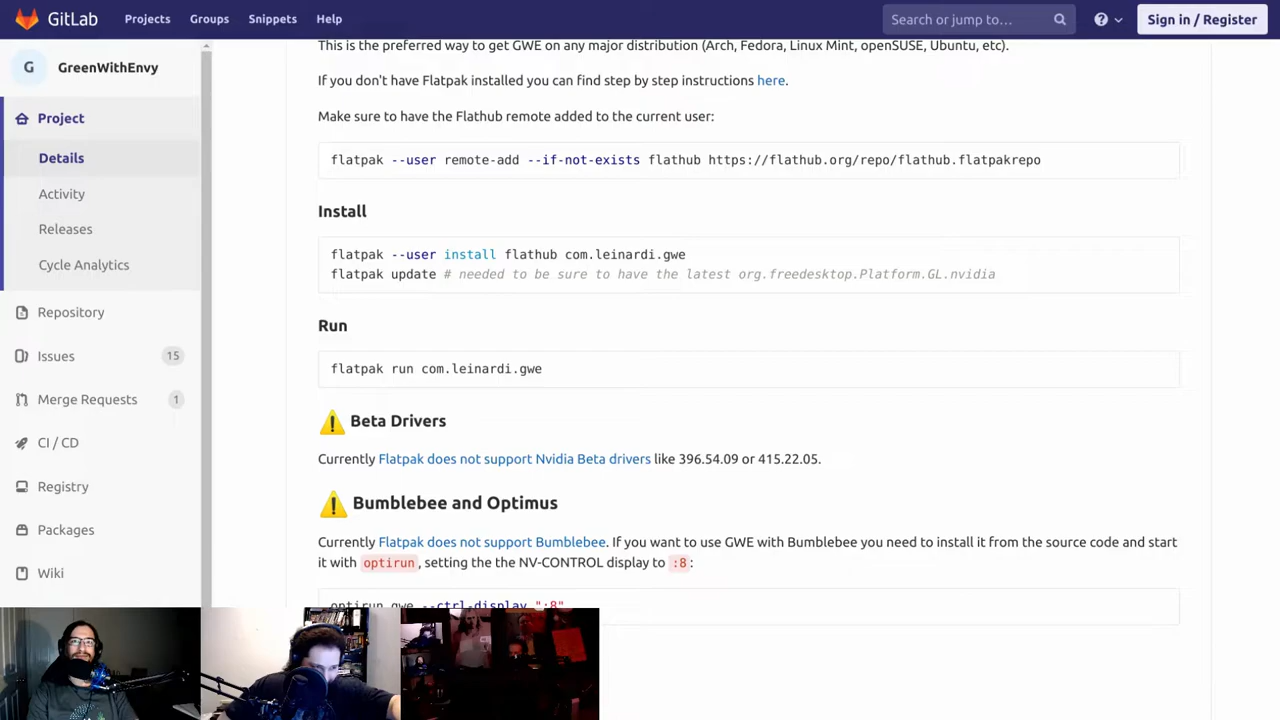 GitLab
Projects
Groups
Snippets
Help
Search or jump to…
Sign in / Register
G
GreenWithEnvy
Project
Details
Activity
Releases
Cycle Analytics
Repository
Issues
15
Merge Requests
1
CI / CD
Registry
Packages
Wiki
This is the preferred way to get GWE on any major distribution (Arch, Fedora, Linux Mint, openSUSE, Ubuntu, etc).
If you don't have Flatpak installed you can find step by step instructions here.
Make sure to have the Flathub remote added to the current user:
flatpak --user remote-add --if-not-exists flathub https://flathub.org/repo/flathub.flatpakrepo
Install
flatpak --user install flathub com.leinardi.gwe
flatpak update # needed to be sure to have the latest org.freedesktop.Platform.GL.nvidia
Run
flatpak run com.leinardi.gwe
Beta Drivers
Currently Flatpak does not support Nvidia Beta drivers like 396.54.09 or 415.22.05.
Bumblebee and Optimus
Currently Flatpak does not support Bumblebee. If you want to use GWE with Bumblebee you need to install it from the source code and start
it with optirun, setting the the NV-CONTROL display to :8:
optirun gwe --ctrl-display ":8"